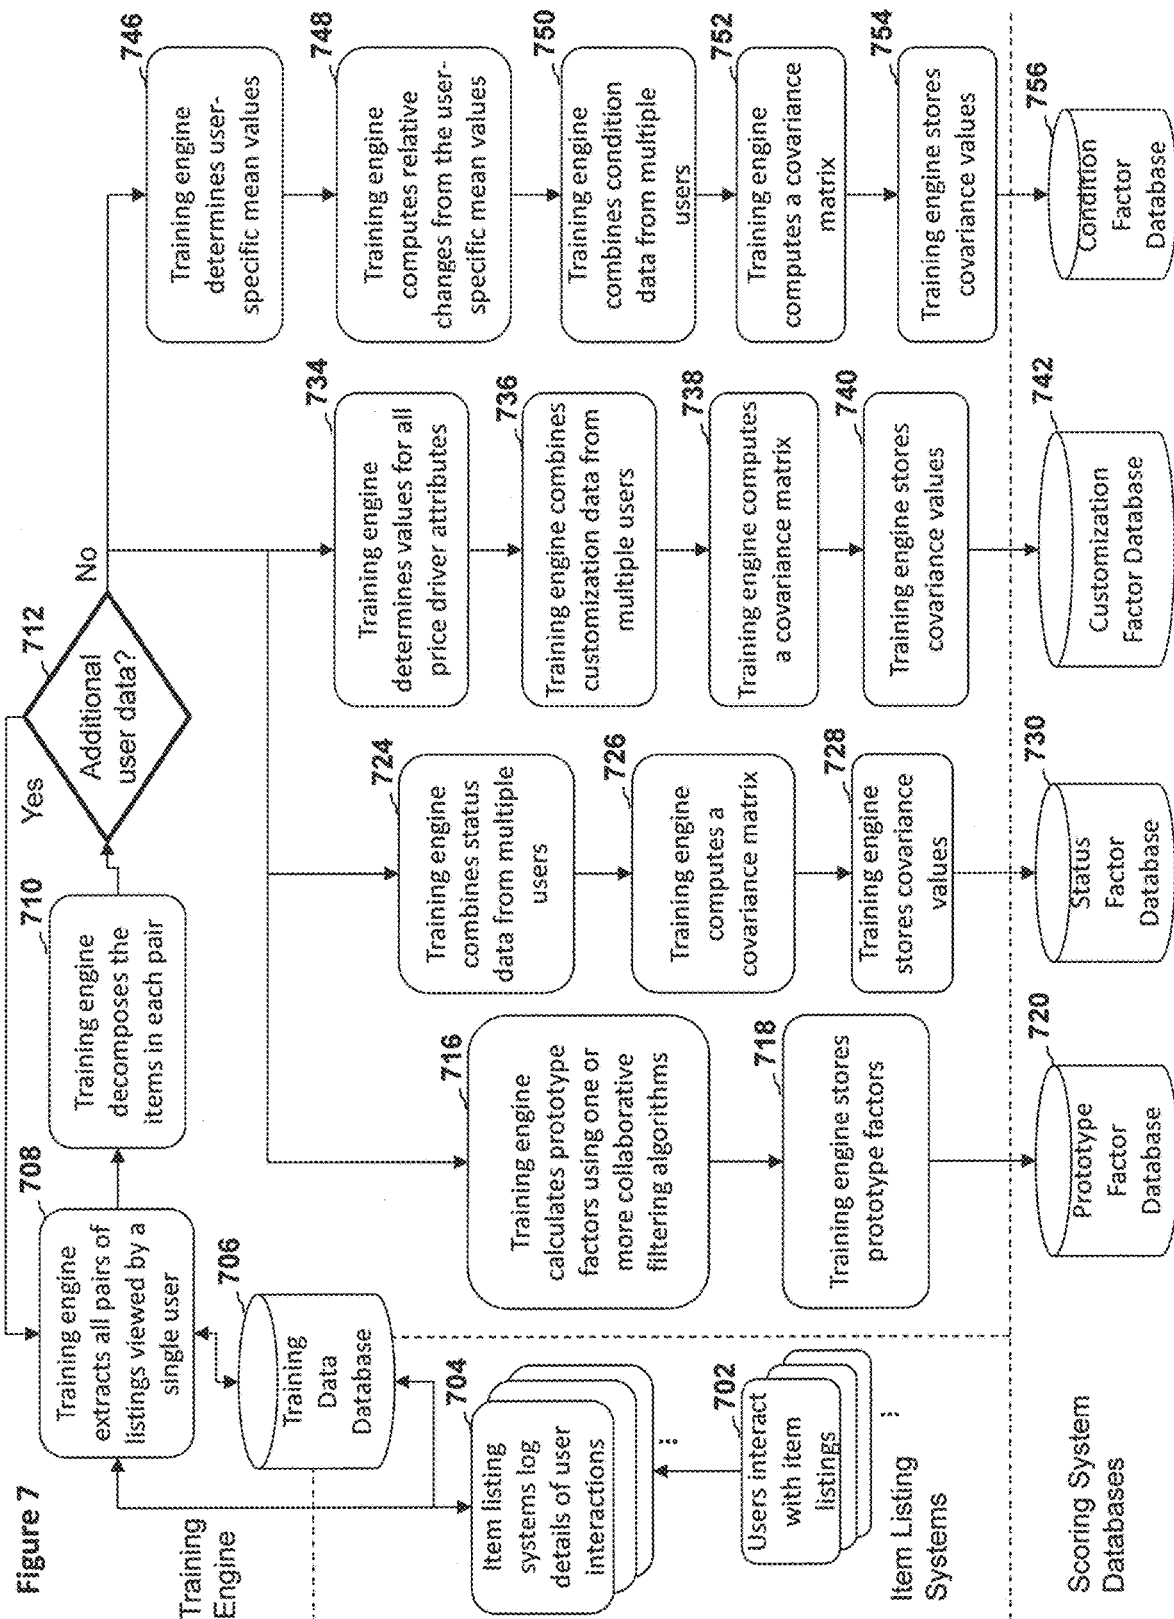 Figure 7
Training
Engine
708
Training engine
extracts all pairs of
listings viewed by a
single user
710
Training engine
decomposes the
items in each pair
712
Additional
user data?
Yes
No
706
Training
Data
Database
704
Item listing
systems log
details of user
interactions
...
702
Users interact
with item
listings
...
Item Listing
Systems
716
Training engine
calculates prototype
factors using one or
more collaborative
filtering algorithms
718
Training engine stores
prototype factors
724
Training engine
combines status
data from multiple
users
726
Training engine
computes a
covariance matrix
728
Training engine
stores covariance
values
734
Training engine
determines values for all
price driver attributes
736
Training engine combines
customization data from
multiple users
738
Training engine computes
a covariance matrix
740
Training engine stores
covariance values
746
Training engine
determines user-
specific mean values
748
Training engine
computes relative
changes from the user-
specific mean values
750
Training engine
combines condition
data from multiple
users
752
Training engine
computes a covariance
matrix
754
Training engine stores
covariance values
Scoring System
Databases
720
Prototype
Factor
Database
730
Status
Factor
Database
742
Customization
Factor Database
756
Condition
Factor
Database